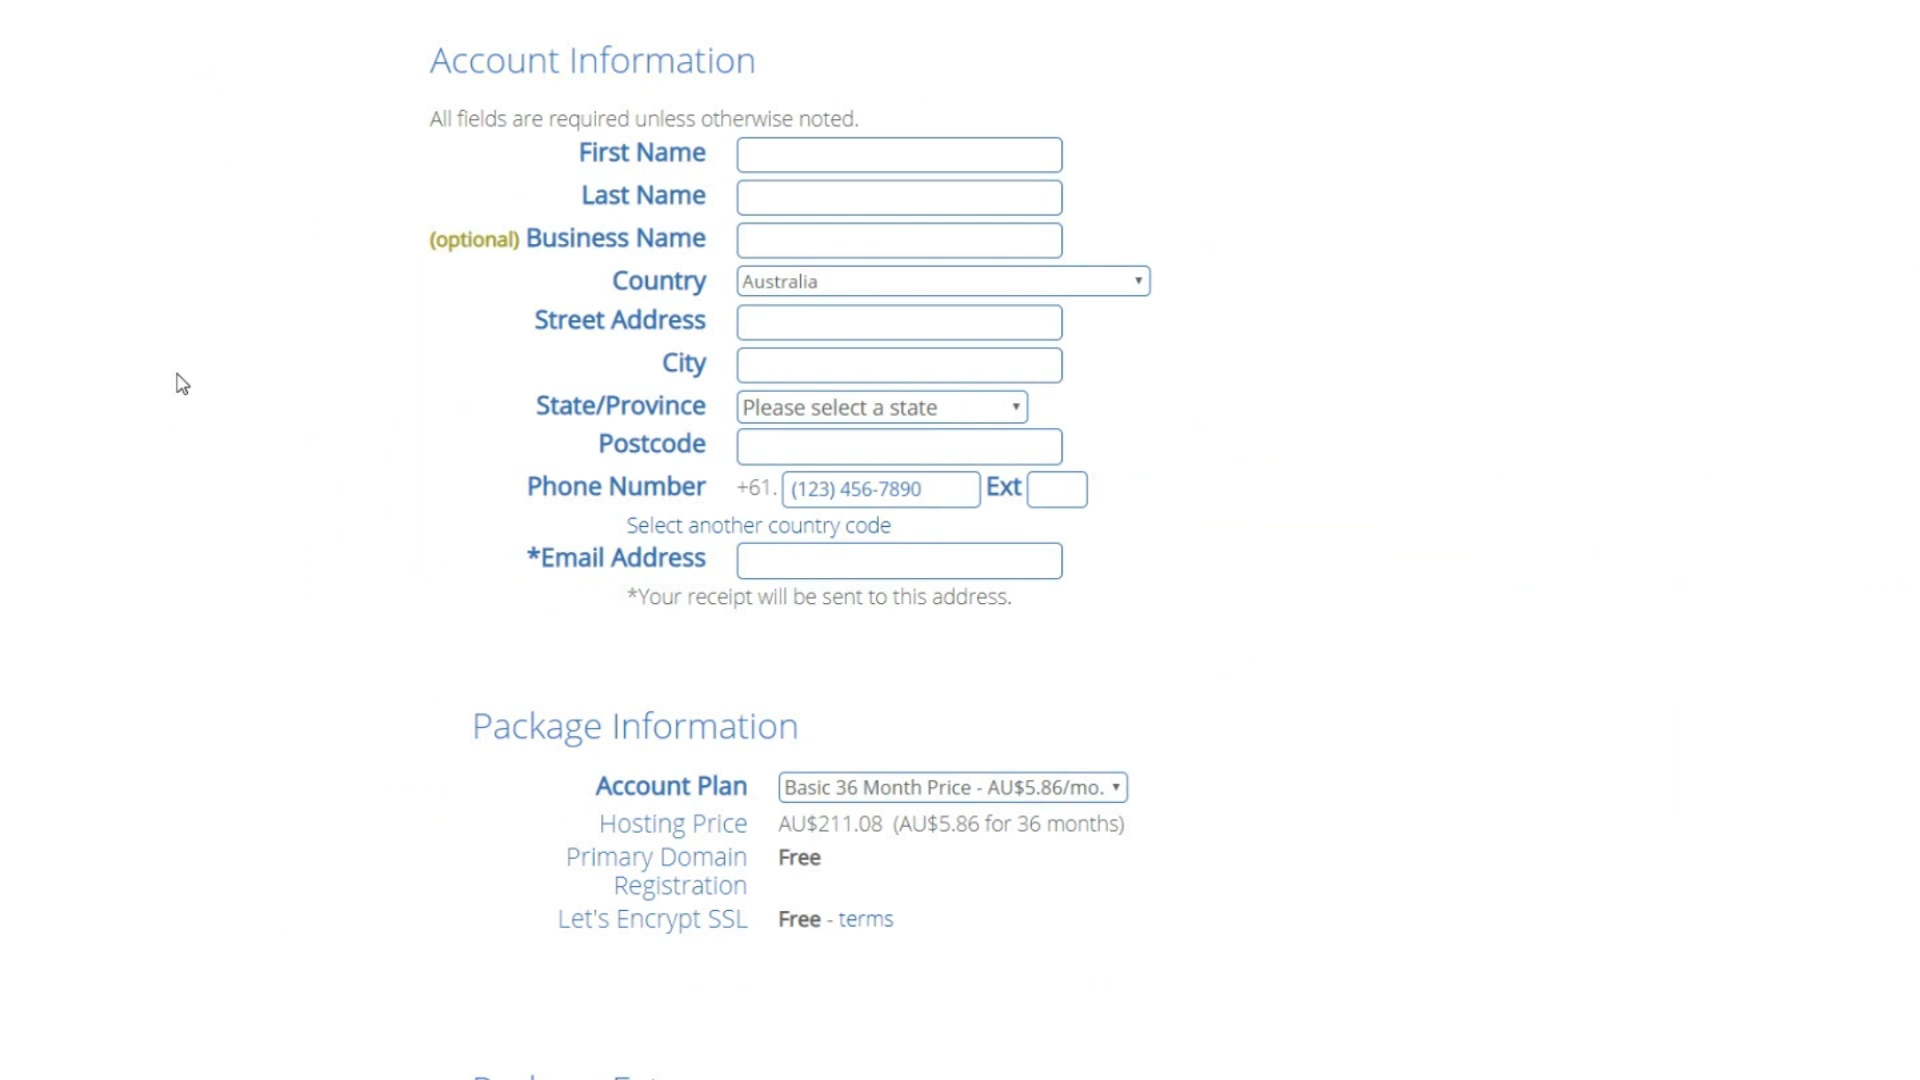 Account Information
All fields are required unless otherwise noted.
First Name
Last Name
(optional) Business Name
Country Australia
Street Address
City
State/Province Please select a state
Postcode
Phone Number +61. (123) 456-7890 Ext
Select another country code
*Email Address
*Your receipt will be sent to this address.
Package Information
Account Plan Basic 36 Month Price - AU$5.86/mo.
Hosting Price AU$211.08 (AU$5.86 for 36 months)
Primary Domain Free
Registration
Let's Encrypt SSL Free - terms